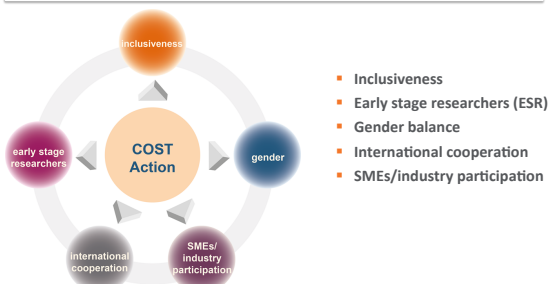 inclusiveness
early stage
researchers
COST
Action
gender
international
cooperation
SMEs/
industry
participation
Inclusiveness
Early stage researchers (ESR)
Gender balance
International cooperation
SMEs/industry participation